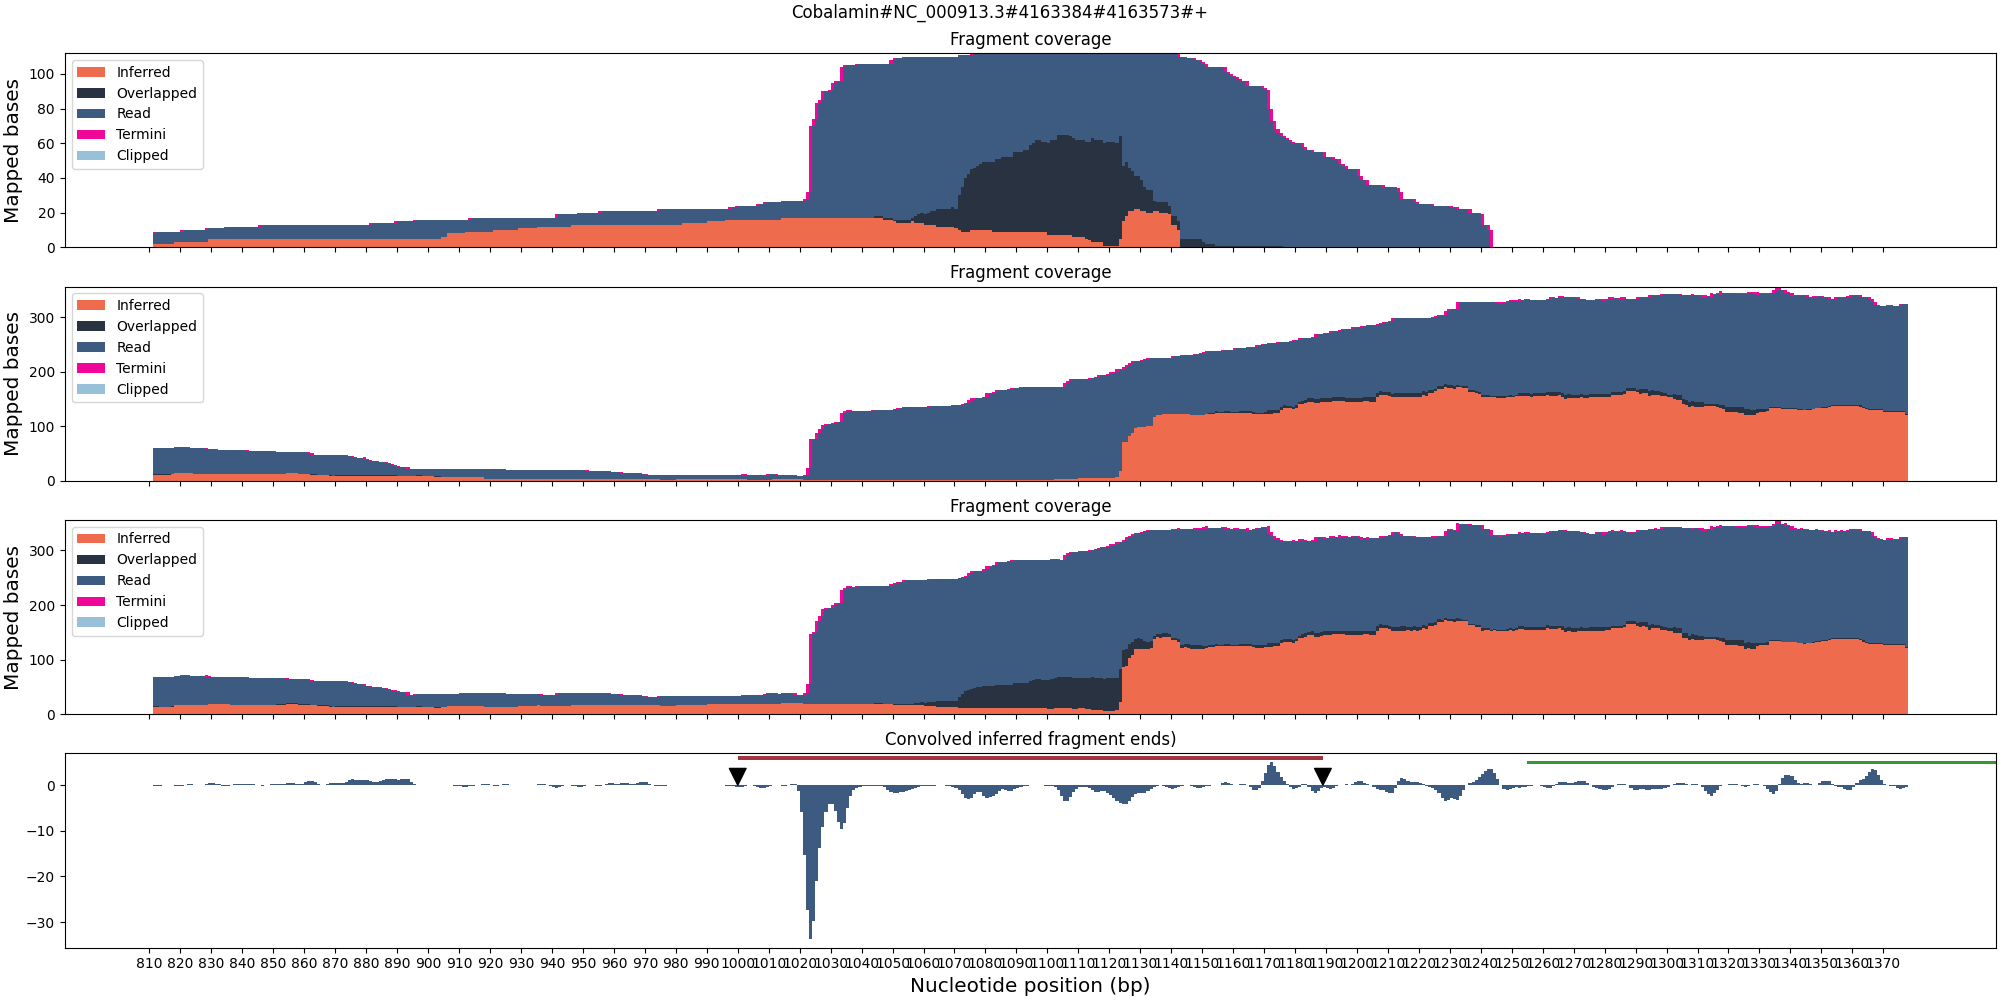 Cobalamin#NC_000913.3#4163384#4163573#+
Fragment coverage
Mapped bases
100
80
60
40
20
0
Inferred
Overlapped
Read
Termini
Clipped
Fragment coverage
Mapped bases
300
200
100
0
Inferred
Overlapped
Read
Termini
Clipped
Fragment coverage
Mapped bases
300
200
100
0
Inferred
Overlapped
Read
Termini
Clipped
Convolved inferred fragment ends)
0
−10
−20
−30
810 820 830 840 850 860 870 880 890 900 910 920 930 940 950 960 970 980 990 1000 1010 1020 1030 1040 1050 1060 1070 1080 1090 1100 1110 1120 1130 1140 1150 1160 1170 1180 1190 1200 1210 1220 1230 1240 1250 1260 1270 1280 1290 1300 1310 1320 1330 1340 1350 1360 1370
Nucleotide position (bp)